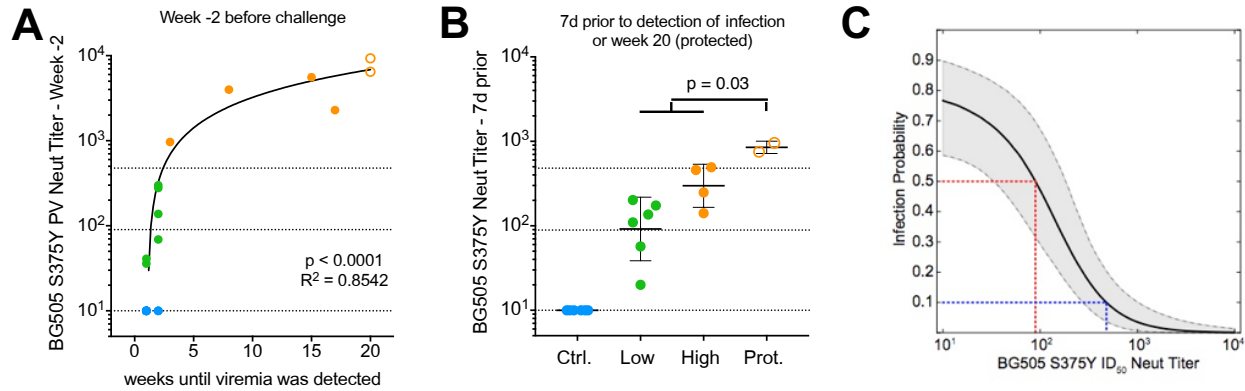 A
Week -2 before challenge
BG505 S375Y PV Neut Titer - Week -2
10⁴
10³
10²
10¹
p < 0.0001
R² = 0.8542
0 5 10 15 20
weeks until viremia was detected
B
7d prior to detection of infection
or week 20 (protected)
BG505 S375Y Neut Titer - 7d prior
10⁴
10³
10²
10¹
p = 0.03
Ctrl. Low High Prot.
C
Infection Probability
0.9
0.8
0.7
0.6
0.5
0.4
0.3
0.2
0.1
10¹ 10² 10³ 10⁴
BG505 S375Y ID₅₀ Neut Titer